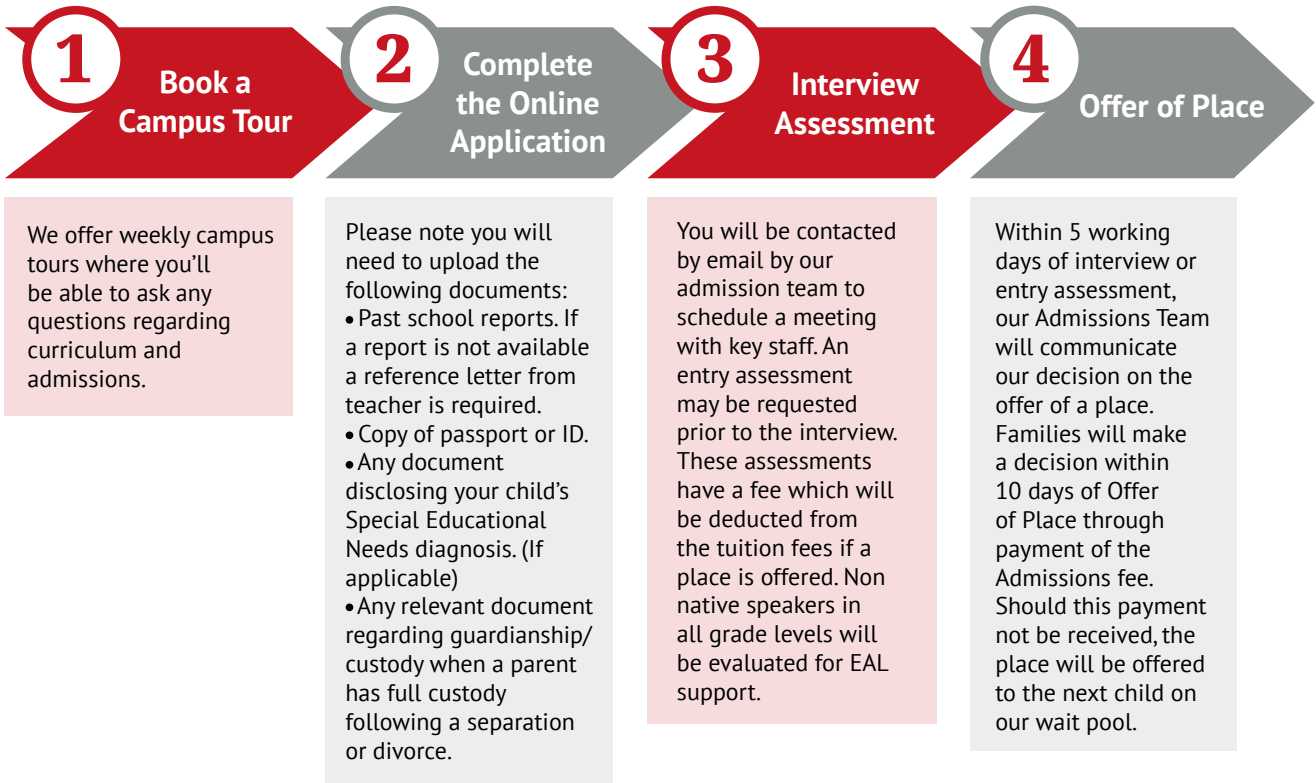 1
Book a
Campus Tour
We offer weekly campus
tours where you’ll
be able to ask any
questions regarding
curriculum and
admissions.
2
Complete
the Online
Application
Please note you will
need to upload the
following documents:
• Past school reports. If
a report is not available
a reference letter from
teacher is required.
• Copy of passport or ID.
• Any document
disclosing your child’s
Special Educational
Needs diagnosis. (If
applicable)
• Any relevant document
regarding guardianship/
custody when a parent
has full custody
following a separation
or divorce.
3
Interview
Assessment
You will be contacted
by email by our
admission team to
schedule a meeting
with key staff. An
entry assessment
may be requested
prior to the interview.
These assessments
have a fee which will
be deducted from
the tuition fees if a
place is offered. Non
native speakers in
all grade levels will
be evaluated for EAL
support.
4
Offer of Place
Within 5 working
days of interview or
entry assessment,
our Admissions Team
will communicate
our decision on the
offer of a place.
Families will make
a decision within
10 days of Offer
of Place through
payment of the
Admissions fee.
Should this payment
not be received, the
place will be offered
to the next child on
our wait pool.